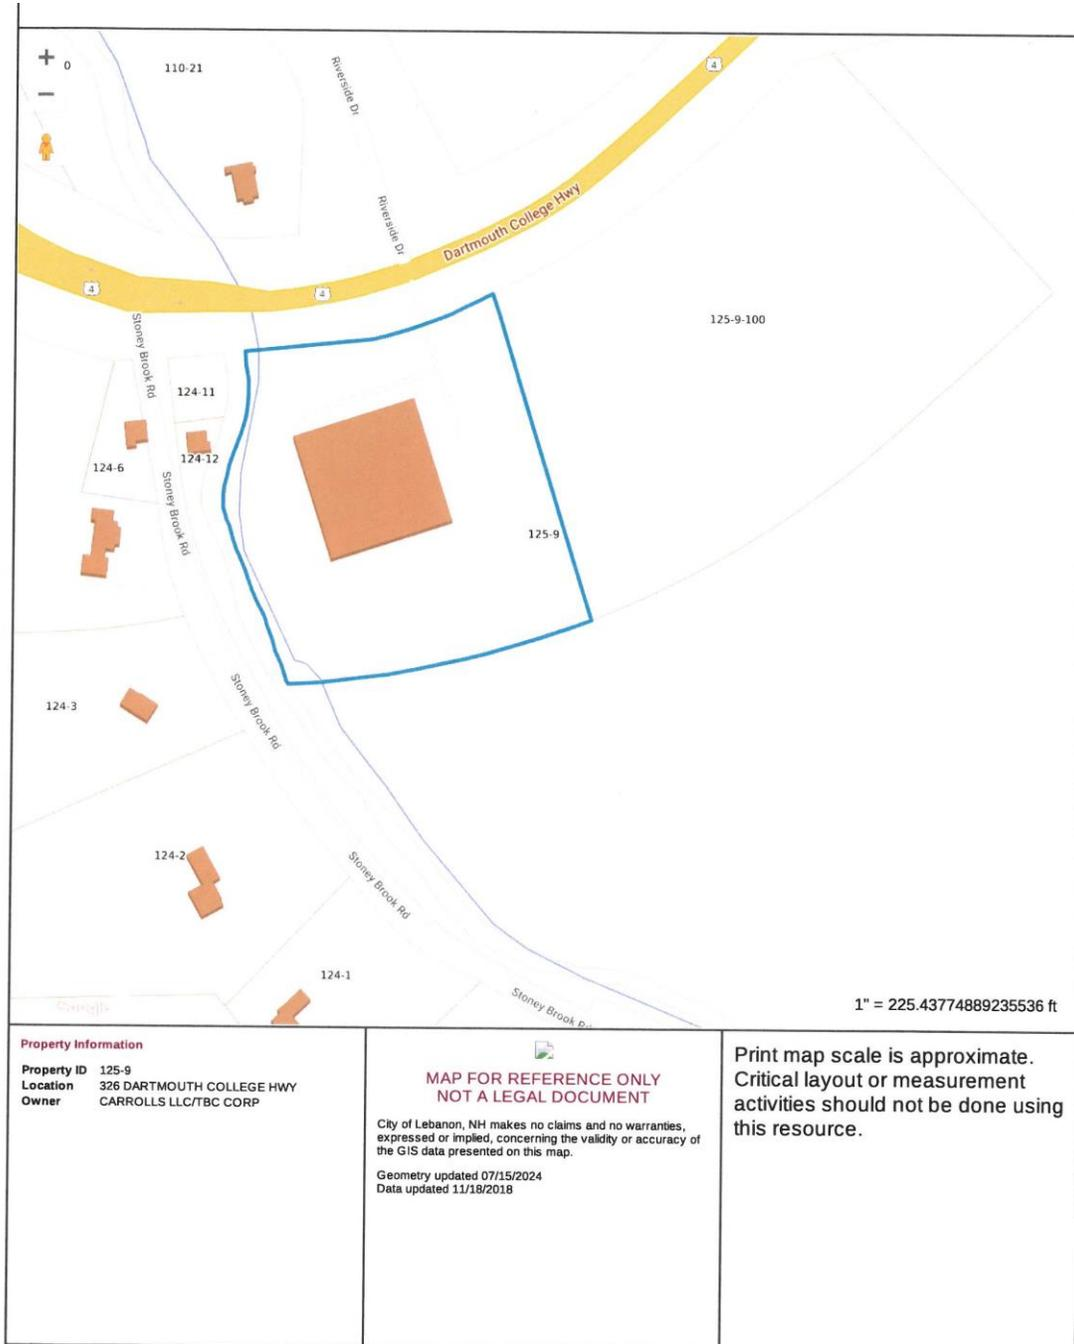 +
0
−
110-21
Riverside Dr
4
Riverside Dr
Dartmouth College Hwy
4
4
125-9-100
Stoney Brook Rd
124-11
124-12
124-6
Stoney Brook Rd
125-9
Stoney Brook Rd
124-3
124-2
Stoney Brook Rd
124-1
Stoney Brook Rd
Google
1" = 225.43774889235536 ft
Property Information
Property ID 125-9
Location 326 DARTMOUTH COLLEGE HWY
Owner CARROLLS LLC/TBC CORP
MAP FOR REFERENCE ONLY
NOT A LEGAL DOCUMENT
City of Lebanon, NH makes no claims and no warranties,
expressed or implied, concerning the validity or accuracy of
the GIS data presented on this map.
Geometry updated 07/15/2024
Data updated 11/18/2018
Print map scale is approximate.
Critical layout or measurement
activities should not be done using
this resource.